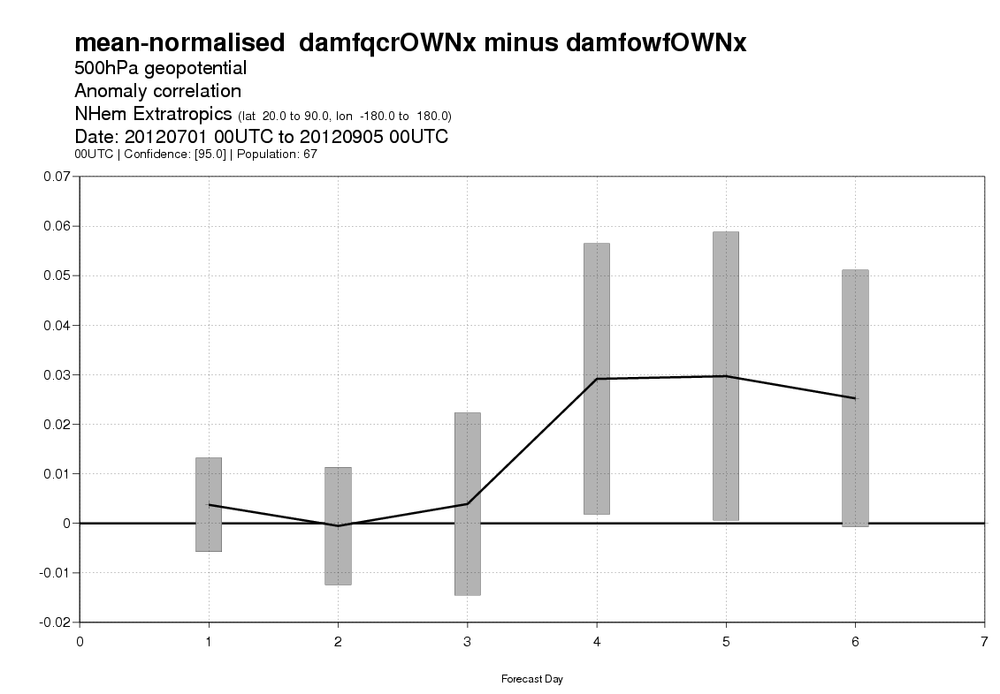 mean-normalised  damfqcrOWNx minus damfowfOWNx
500hPa geopotential
Anomaly correlation
NHem Extratropics (lat  20.0 to 90.0, lon  -180.0 to  180.0)
Date: 20120701 00UTC to 20120905 00UTC
00UTC | Confidence: [95.0] | Population: 67
0.07
0.06
0.05
0.04
0.03
0.02
0.01
0
-0.01
-0.02
0 1 2 3 4 5 6 7
Forecast Day